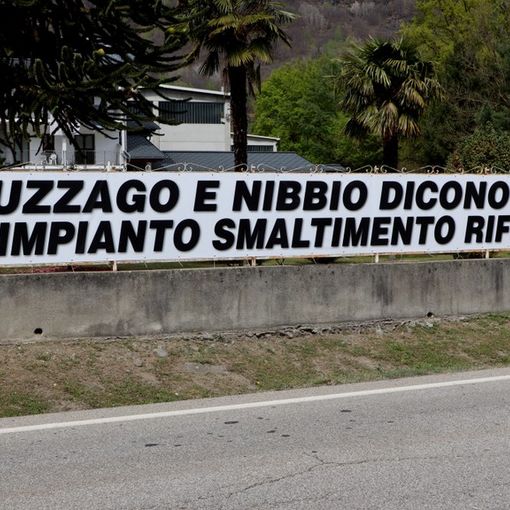 UZZAGO E NIBBIO DICONO
IMPIANTO SMALTIMENTO RIF